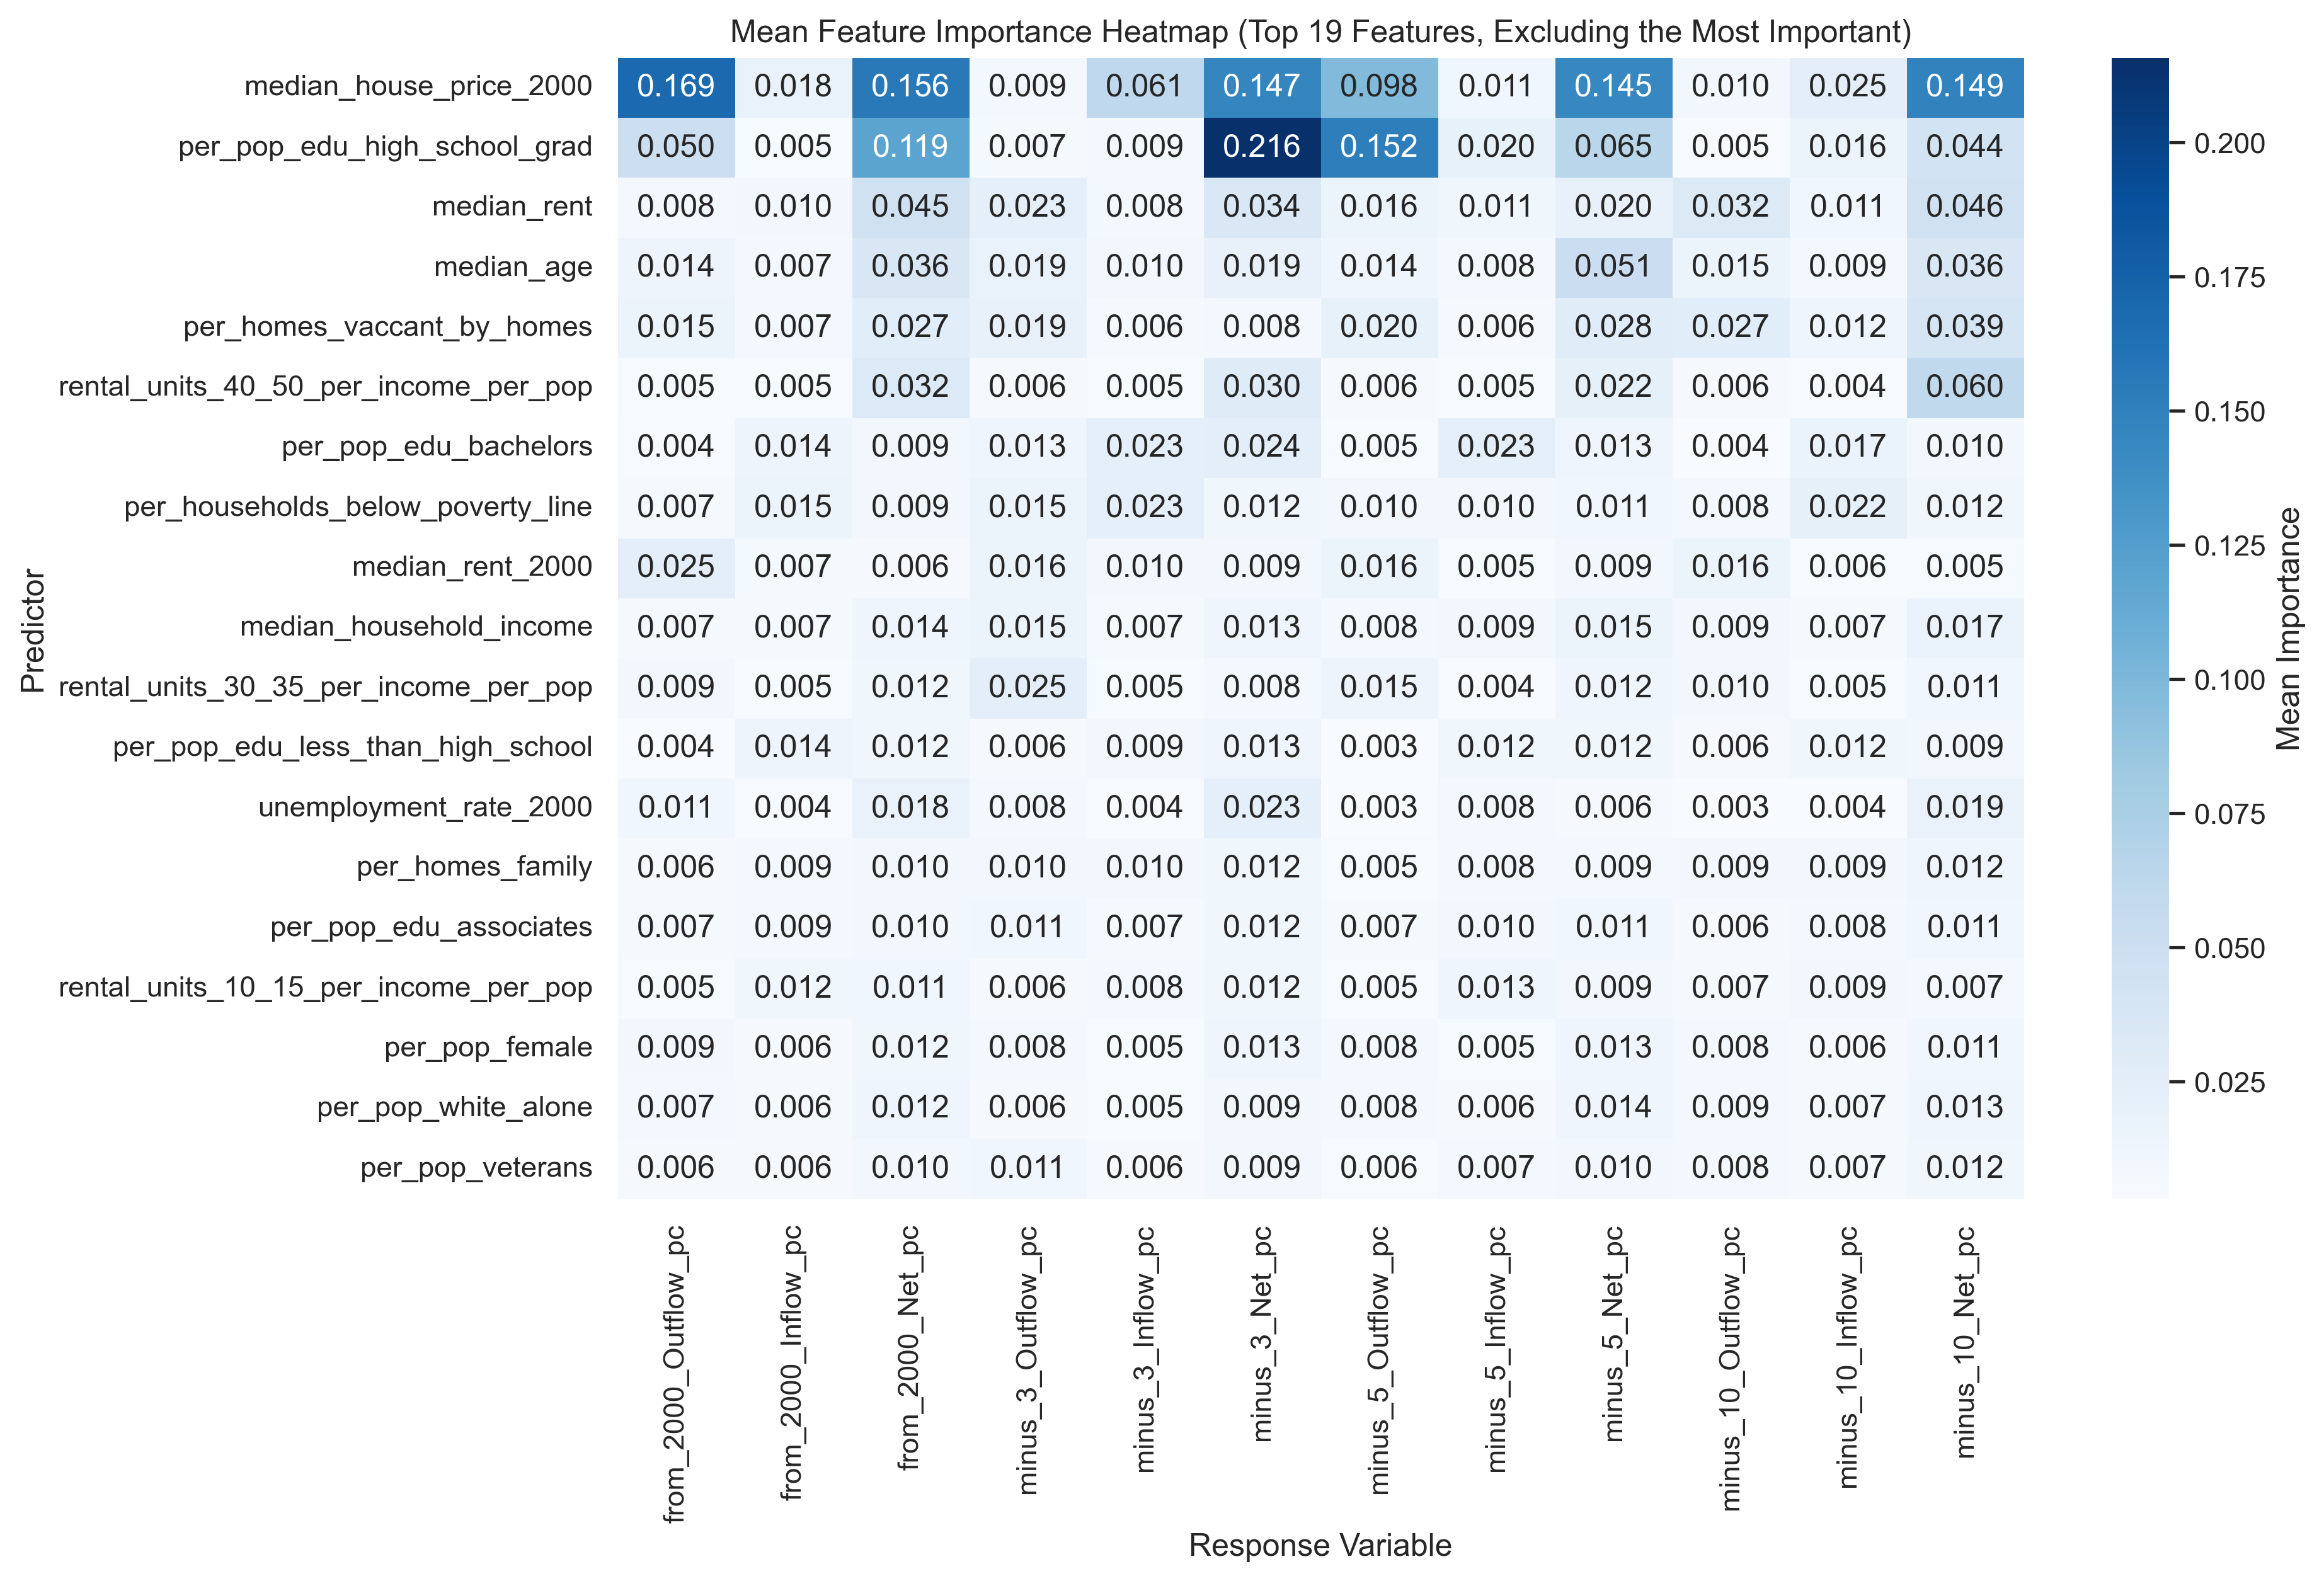 Mean Feature Importance Heatmap (Top 19 Features, Excluding the Most Important)
median_house_price_2000 0.169 0.018 0.156 0.009 0.061 0.147 0.098 0.011 0.145 0.010 0.025 0.149
per_pop_edu_high_school_grad 0.050 0.005 0.119 0.007 0.009 0.216 0.152 0.020 0.065 0.005 0.016 0.044
median_rent 0.008 0.010 0.045 0.023 0.008 0.034 0.016 0.011 0.020 0.032 0.011 0.046
median_age 0.014 0.007 0.036 0.019 0.010 0.019 0.014 0.008 0.051 0.015 0.009 0.036
per_homes_vaccant_by_homes 0.015 0.007 0.027 0.019 0.006 0.008 0.020 0.006 0.028 0.027 0.012 0.039
rental_units_40_50_per_income_per_pop 0.005 0.005 0.032 0.006 0.005 0.030 0.006 0.005 0.022 0.006 0.004 0.060
per_pop_edu_bachelors 0.004 0.014 0.009 0.013 0.023 0.024 0.005 0.023 0.013 0.004 0.017 0.010
per_households_below_poverty_line 0.007 0.015 0.009 0.015 0.023 0.012 0.010 0.010 0.011 0.008 0.022 0.012
median_rent_2000 0.025 0.007 0.006 0.016 0.010 0.009 0.016 0.005 0.009 0.016 0.006 0.005
median_household_income 0.007 0.007 0.014 0.015 0.007 0.013 0.008 0.009 0.015 0.009 0.007 0.017
rental_units_30_35_per_income_per_pop 0.009 0.005 0.012 0.025 0.005 0.008 0.015 0.004 0.012 0.010 0.005 0.011
per_pop_edu_less_than_high_school 0.004 0.014 0.012 0.006 0.009 0.013 0.003 0.012 0.012 0.006 0.012 0.009
unemployment_rate_2000 0.011 0.004 0.018 0.008 0.004 0.023 0.003 0.008 0.006 0.003 0.004 0.019
per_homes_family 0.006 0.009 0.010 0.010 0.010 0.012 0.005 0.008 0.009 0.009 0.009 0.012
per_pop_edu_associates 0.007 0.009 0.010 0.011 0.007 0.012 0.007 0.010 0.011 0.006 0.008 0.011
rental_units_10_15_per_income_per_pop 0.005 0.012 0.011 0.006 0.008 0.012 0.005 0.013 0.009 0.007 0.009 0.007
per_pop_female 0.009 0.006 0.012 0.008 0.005 0.013 0.008 0.005 0.013 0.008 0.006 0.011
per_pop_white_alone 0.007 0.006 0.012 0.006 0.005 0.009 0.008 0.006 0.014 0.009 0.007 0.013
per_pop_veterans 0.006 0.006 0.010 0.011 0.006 0.009 0.006 0.007 0.010 0.008 0.007 0.012
Predictor
from_2000_Outflow_pc
from_2000_Inflow_pc
from_2000_Net_pc
minus_3_Outflow_pc
minus_3_Inflow_pc
minus_3_Net_pc
minus_5_Outflow_pc
minus_5_Inflow_pc
minus_5_Net_pc
minus_10_Outflow_pc
minus_10_Inflow_pc
minus_10_Net_pc
Response Variable
0.200
0.175
0.150
0.125
0.100
0.075
0.050
0.025
Mean Importance